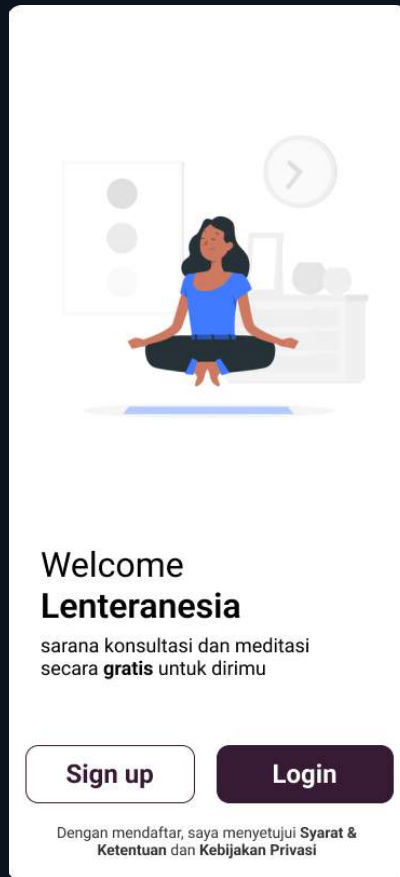 Welcome
Lenteranesia
sarana konsultasi dan meditasi
secara gratis untuk dirimu
Sign up
Login
Dengan mendaftar, saya menyetujui Syarat &
Ketentuan dan Kebijakan Privasi